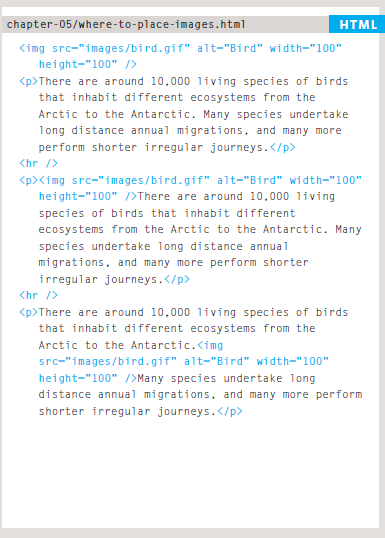 chapter-05/where-to-place-images.html HTML
<img src="images/bird.gif" alt="Bird" width="100"
height="100" />
<p>There are around 10,000 living species of birds
that inhabit different ecosystems from the
Arctic to the Antarctic. Many species undertake
long distance annual migrations, and many more
perform shorter irregular journeys.</p>
<hr />
<p><img src="images/bird.gif" alt="Bird" width="100"
height="100" />There are around 10,000 living
species of birds that inhabit different
ecosystems from the Arctic to the Antarctic. Many
species undertake long distance annual
migrations, and many more perform shorter
irregular journeys.</p>
<hr />
<p>There are around 10,000 living species of birds
that inhabit different ecosystems from the
Arctic to the Antarctic.<img
src="images/bird.gif" alt="Bird" width="100"
height="100" />Many species undertake long
distance annual migrations, and many more perform
shorter irregular journeys.</p>